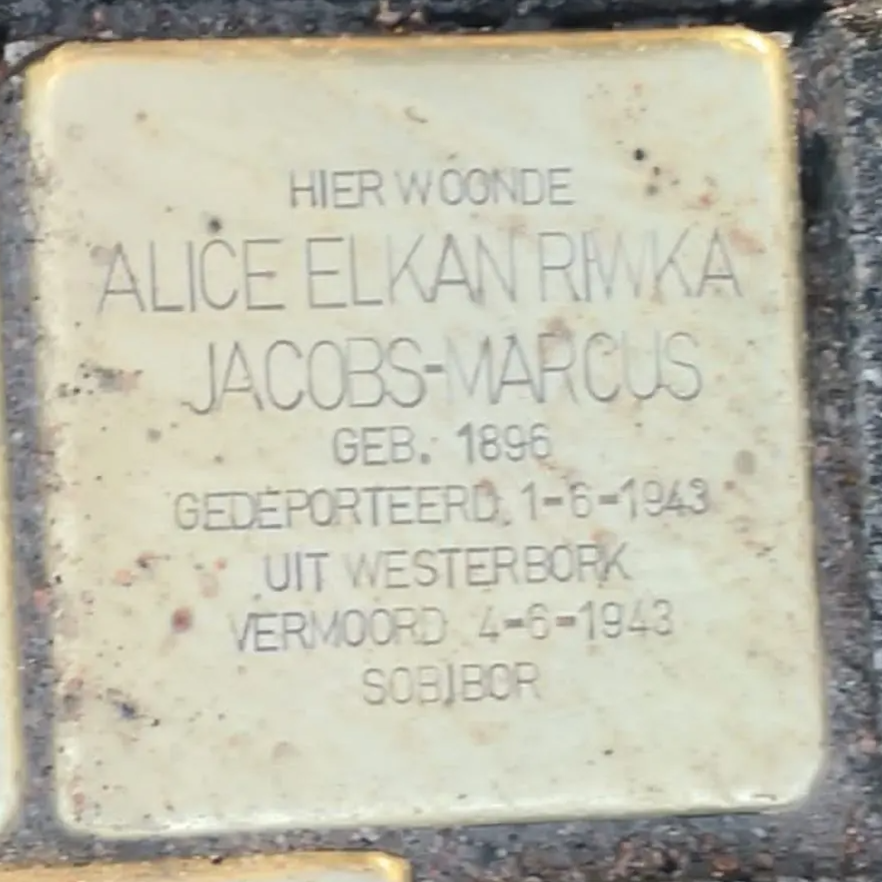 HIER WOONDE
ALICE ELKAN RIWKA
JACOBS-MARCUS
GEB. 1896
GEDEPORTEERD 1-6-1943
UIT WESTERBORK
VERMOORD 4-6-1943
SOBIBOR